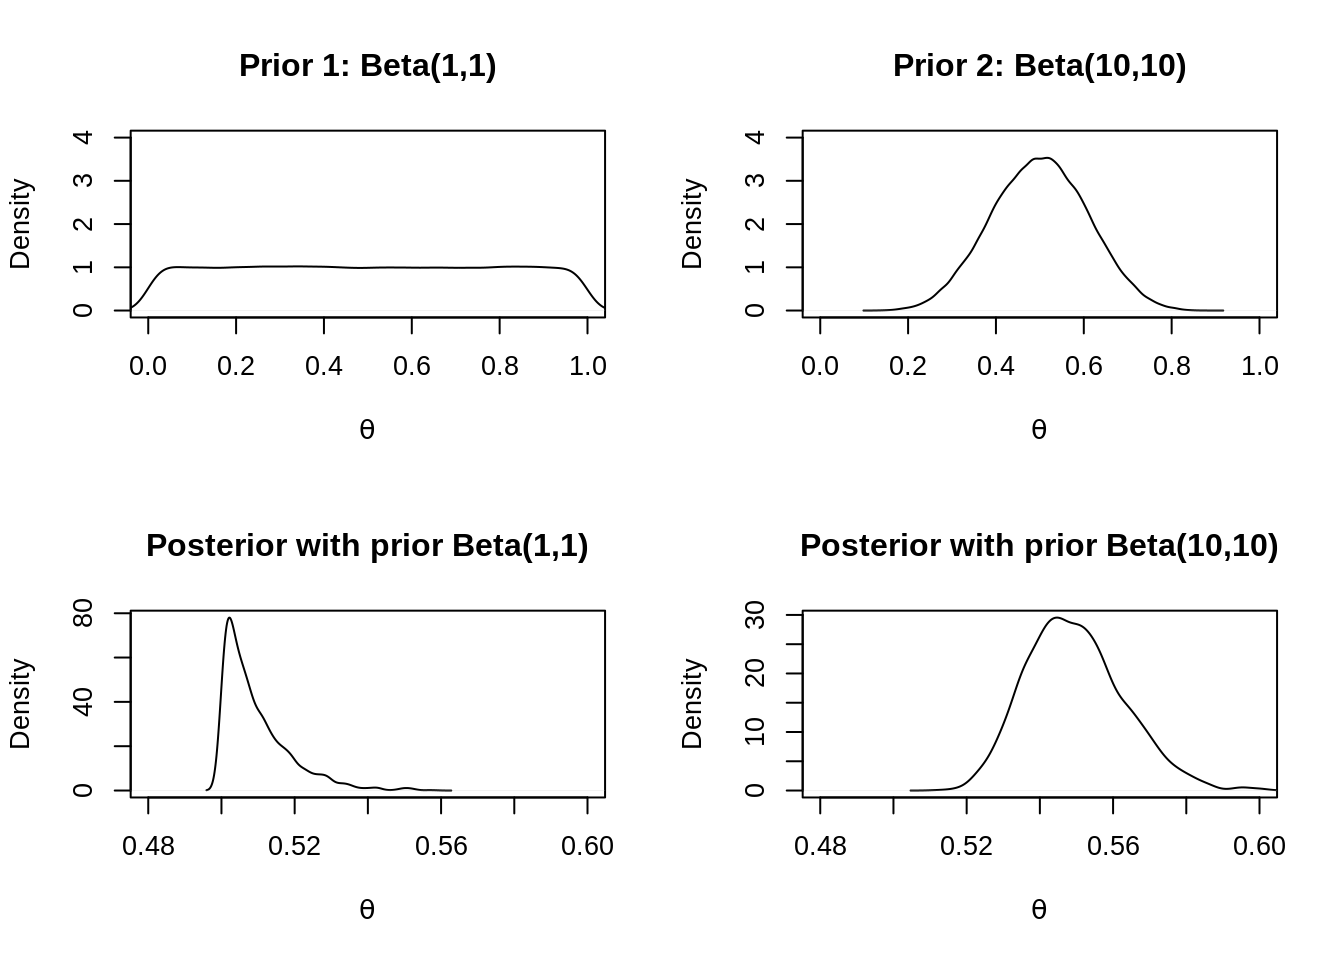 Prior 1: Beta(1,1)
Density
0 1 2 3 4
0.0 0.2 0.4 0.6 0.8 1.0
θ
Prior 2: Beta(10,10)
Density
0 1 2 3 4
0.0 0.2 0.4 0.6 0.8 1.0
θ
Posterior with prior Beta(1,1)
Density
0 40 80
0.48 0.52 0.56 0.60
θ
Posterior with prior Beta(10,10)
Density
0 10 20 30
0.48 0.52 0.56 0.60
θ